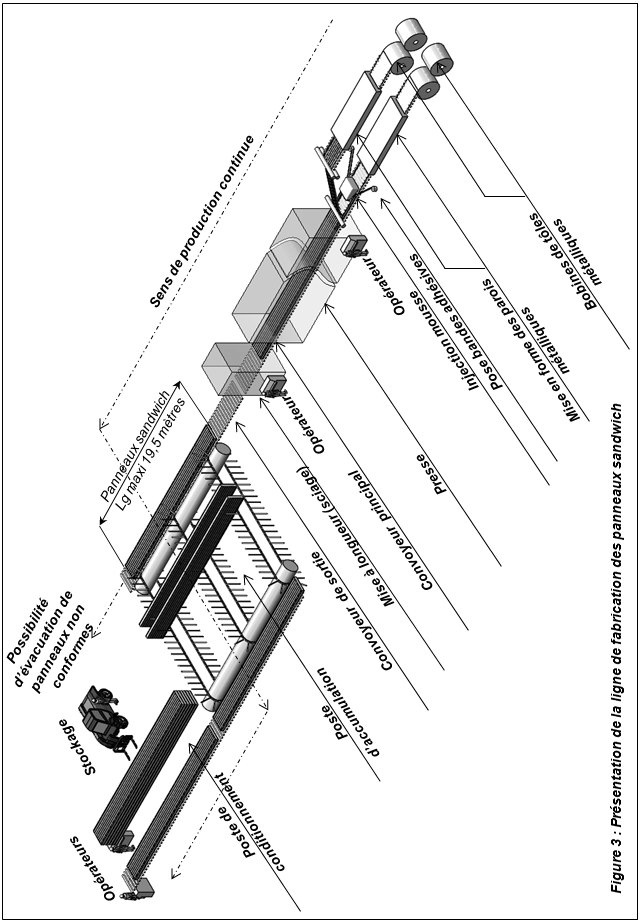 Sens de production continue
Bobines de tôles
métalliques
Mise en forme des parois
métalliques
Pose bandes adhésives
Injection mousse
Opérateur
Presse
Convoyeur principal
Opérateur
Mise à longueur (sciage)
Convoyeur de sortie
Panneaux sandwich
Lg maxi 19,5 mètres
Poste
d'accumulation
Possibilité
d'évacuation de
panneaux non
conformes
Stockage
Poste de
conditionnement
Opérateurs
Figure 3 : Présentation de la ligne de fabrication des panneaux sandwich